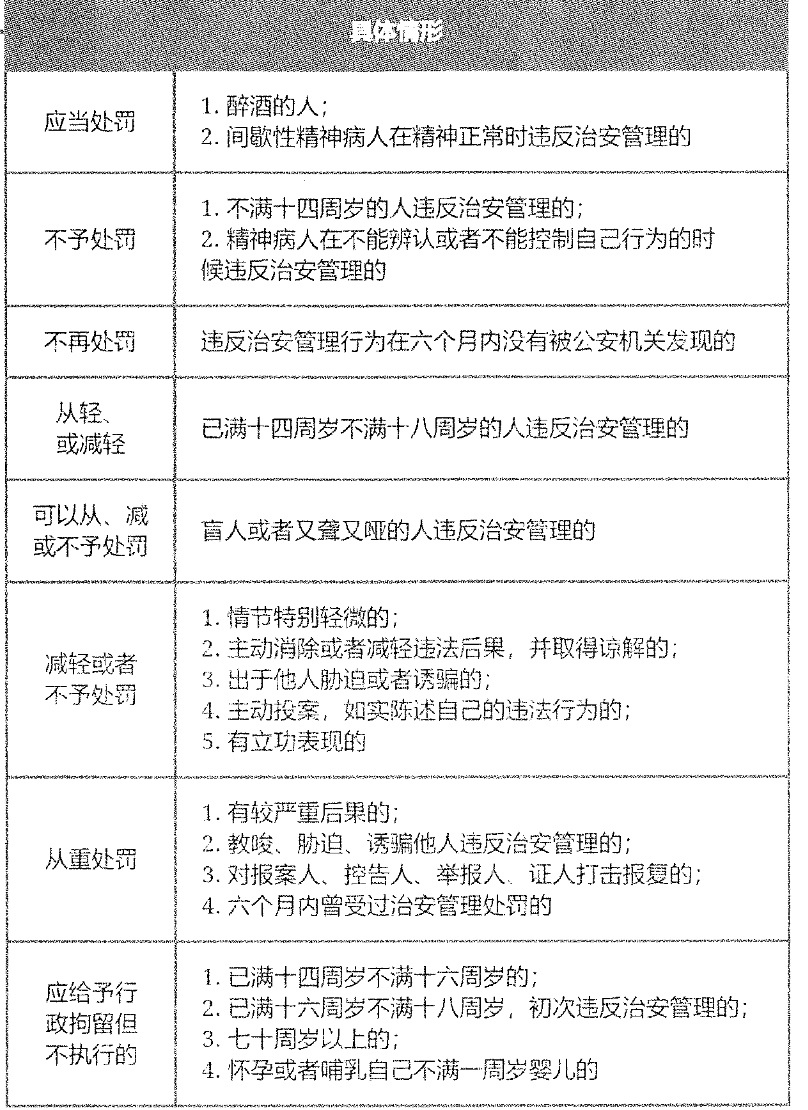 具体情形
应当处罚
1. 醉酒的人；
2. 间歇性精神病人在精神正常时违反治安管理的
不予处罚
1. 不满十四周岁的人违反治安管理的；
2. 精神病人在不能辨认或者不能控制自己行为的时
候违反治安管理的
不再处罚
违反治安管理行为在六个月内没有被公安机关发现的
从轻、
或减轻
已满十四周岁不满十八周岁的人违反治安管理的
可以从、减
或不予处罚
盲人或者又聋又哑的人违反治安管理的
减轻或者
不予处罚
1. 情节特别轻微的；
2. 主动消除或者减轻违法后果，并取得谅解的；
3. 出于他人胁迫或者诱骗的；
4. 主动投案，如实陈述自己的违法行为的；
5. 有立功表现的
从重处罚
1. 有较严重后果的；
2. 教唆、胁迫、诱骗他人违反治安管理的；
3. 对报案人、控告人、举报人、证人打击报复的；
4. 六个月内曾受过治安管理处罚的
应给予行
政拘留但
不执行的
1. 已满十四周岁不满十六周岁的；
2. 已满十六周岁不满十八周岁，初次违反治安管理的；
3. 七十周岁以上的；
4. 怀孕或者哺乳自己不满一周岁婴儿的